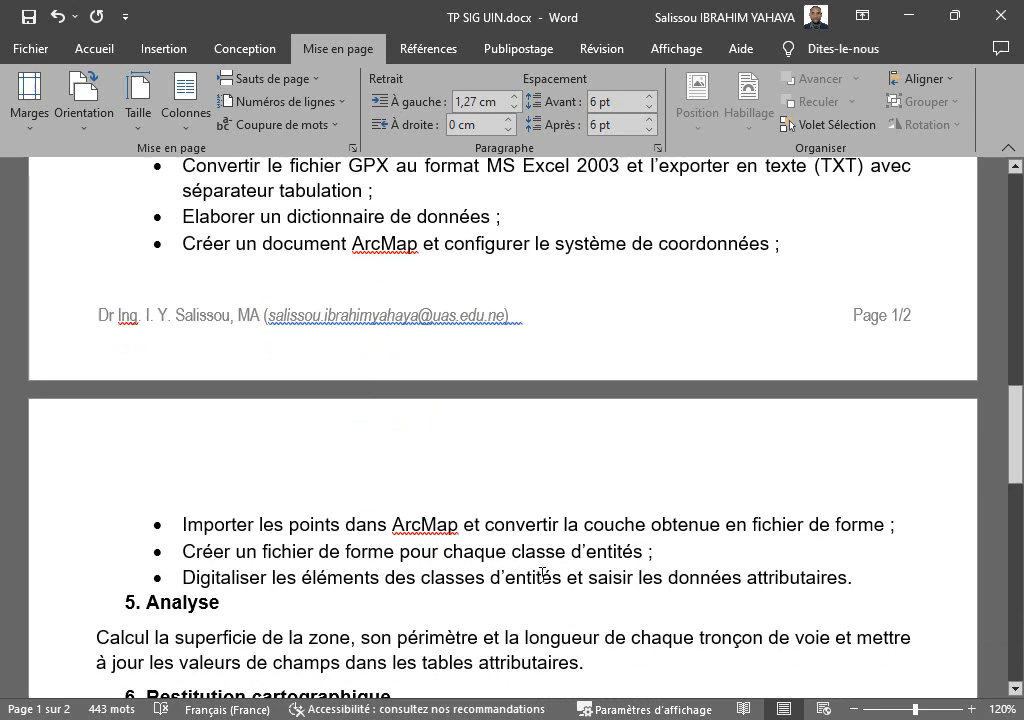 TP SIG UIN.docx - Word
Salissou IBRAHIM YAHAYA
Fichier Accueil Insertion Conception Mise en page Références Publipostage Révision Affichage Aide Dites-le-nous
Marges Orientation Taille Colonnes
Sauts de page
Numéros de lignes
Coupure de mots
Mise en page
Retrait Espacement
À gauche : 1,27 cm Avant : 6 pt
À droite : 0 cm Après : 6 pt
Paragraphe
Position Habillage
Avancer
Reculer
Volet Sélection
Aligner
Grouper
Rotation
Organiser
• Convertir le fichier GPX au format MS Excel 2003 et l'exporter en texte (TXT) avec
séparateur tabulation ;
• Elaborer un dictionnaire de données ;
• Créer un document ArcMap et configurer le système de coordonnées ;
Dr Ing. I. Y. Salissou, MA (salissou.ibrahimyahaya@uas.edu.ne) Page 1/2
• Importer les points dans ArcMap et convertir la couche obtenue en fichier de forme ;
• Créer un fichier de forme pour chaque classe d'entités ;
• Digitaliser les éléments des classes d'entités et saisir les données attributaires.
5. Analyse
Calcul la superficie de la zone, son périmètre et la longueur de chaque tronçon de voie et mettre
à jour les valeurs de champs dans les tables attributaires.
6. Restitution cartographique
Page 1 sur 2 443 mots Français (France) Accessibilité : consultez nos recommandations Paramètres d'affichage 120%